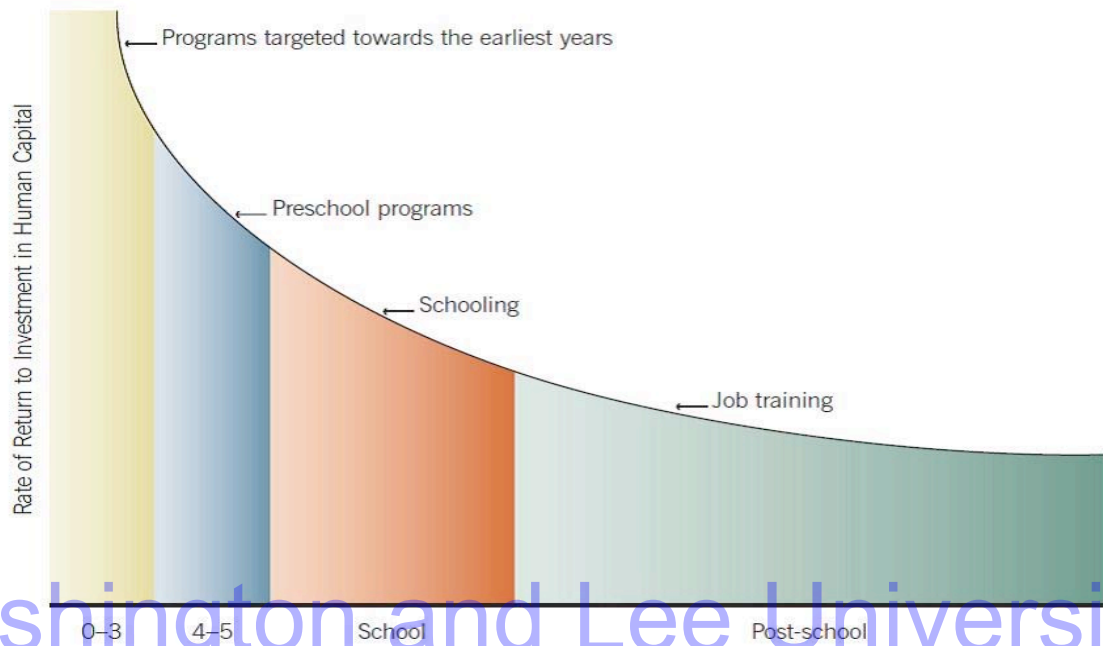 Programs targeted towards the earliest years
Preschool programs
Schooling
Job training
Rate of Return to Investment in Human Capital
0–3 4–5 School Post-school
shington and Lee Universi